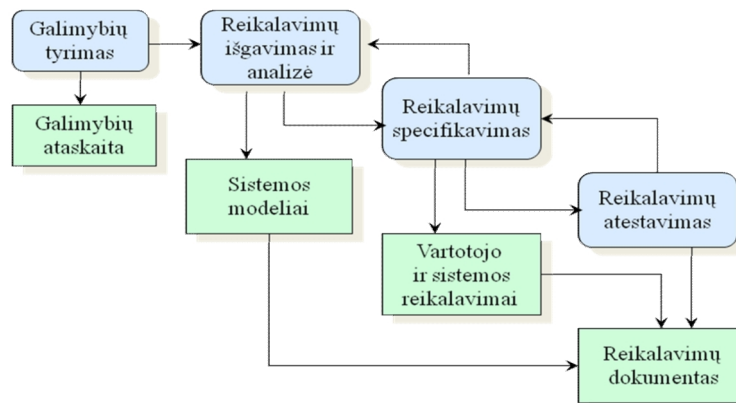 Galimybių
tyrimas
Reikalavimų
išgavimas ir
analizė
Galimybių
ataskaita
Reikalavimų
specifikavimas
Sistemos
modeliai
Reikalavimų
atestavimas
Vartotojo
ir sistemos
reikalavimai
Reikalavimų
dokumentas